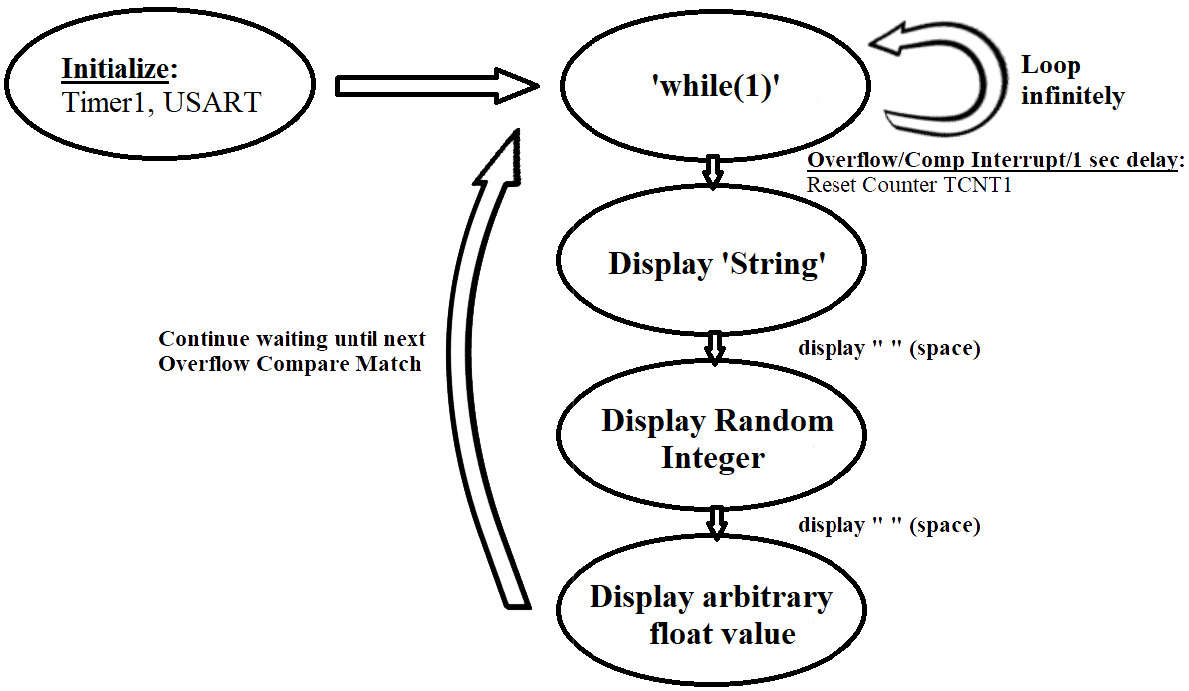 Initialize:
Timer1, USART
'while(1)'
Loop
infinitely
Overflow/Comp Interrupt/1 sec delay:
Reset Counter TCNT1
Display 'String'
display " " (space)
Continue waiting until next
Overflow Compare Match
Display Random
Integer
display " " (space)
Display arbitrary
float value